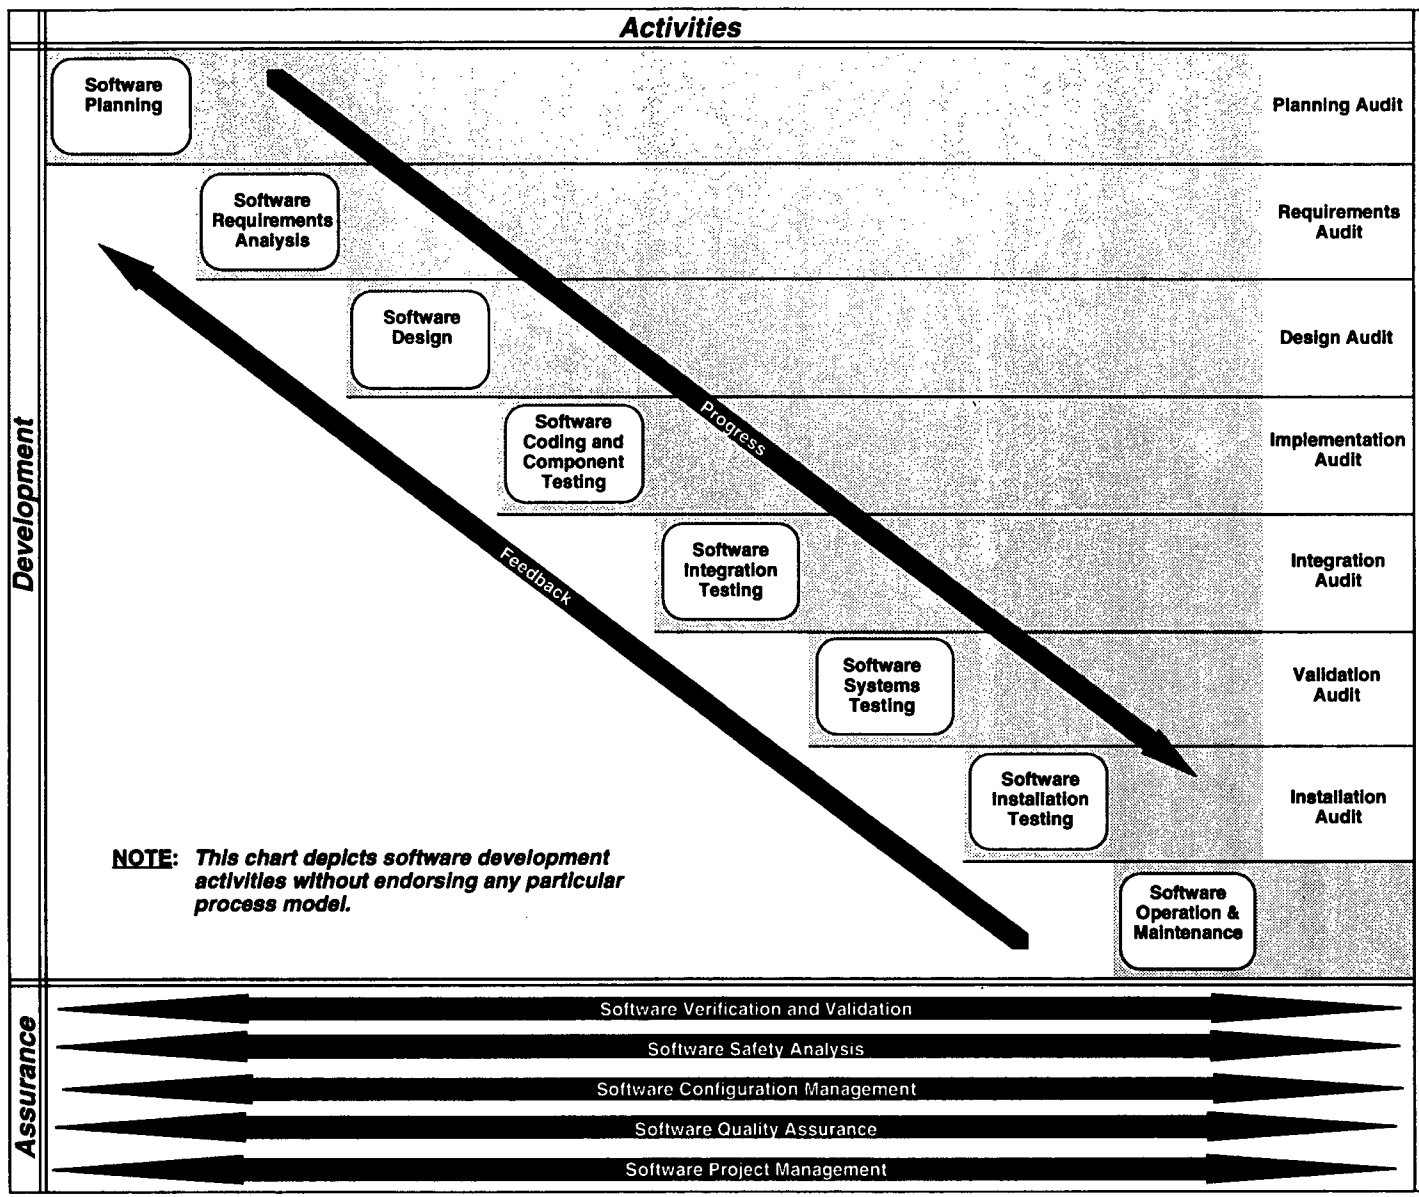 Activities
Software
Planning
Planning Audit
Software
Requirements
Analysis
Requirements
Audit
Software
Design
Design Audit
Software
Coding and
Component
Testing
Implementation
Audit
Progress
Development
Software
Integration
Testing
Integration
Audit
Feedback
Software
Systems
Testing
Validation
Audit
Software
Installation
Testing
Installation
Audit
NOTE: This chart depicts software development
activities without endorsing any particular
process model.
Software
Operation &
Maintenance
Assurance
Software Verification and Validation
Software Safety Analysis
Software Configuration Management
Software Quality Assurance
Software Project Management